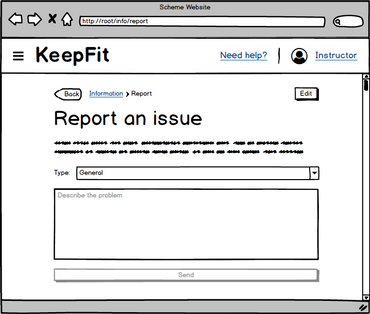 Scheme Website
http://root/info/report
KeepFit
Need help?
Instructor
Back
Information
Report
Edit
Report an issue
Type:
General
Describe the problem
Send